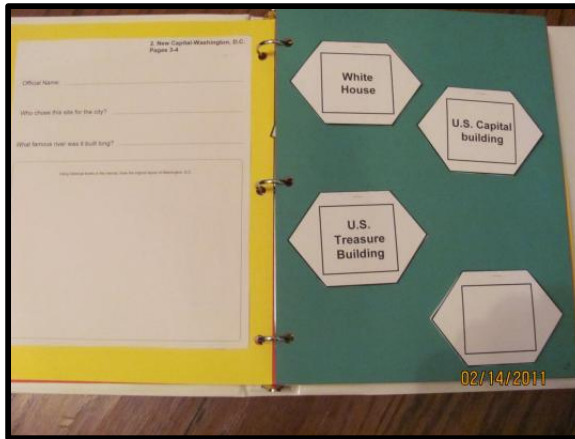 2. New Capital-Washington, D.C.
Pages 3-4
Official Name:
Who chose this site for the city?
What famous river was it built long?
White
House
U.S. Capital
building
U.S.
Treasure
Building
02/14/2011